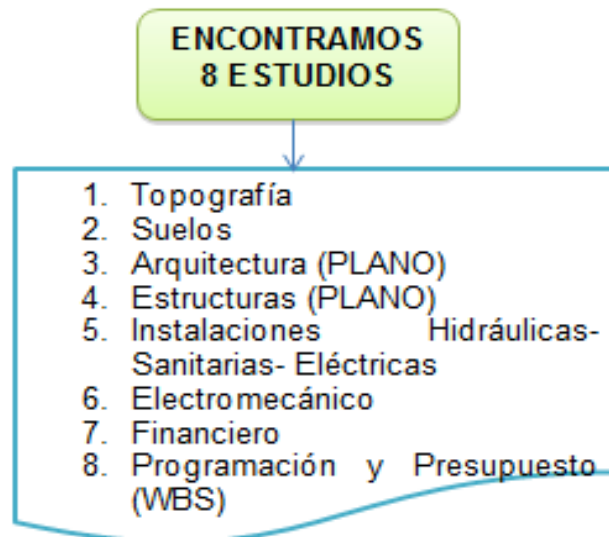 ENCONTRAMOS
8 ESTUDIOS
1. Topografía
2. Suelos
3. Arquitectura (PLANO)
4. Estructuras (PLANO)
5. Instalaciones Hidráulicas-
Sanitarias- Eléctricas
6. Electromecánico
7. Financiero
8. Programación y Presupuesto
(WBS)